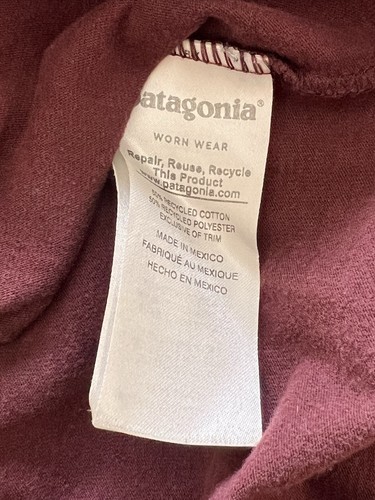 Patagonia®
WORN WEAR
Repair, Reuse, Recycle
This Product
www.patagonia.com
50% RECYCLED COTTON
50% RECYCLED POLYESTER
EXCLUSIVE OF TRIM
MADE IN MEXICO
FABRIQUÉ AU MEXIQUE
HECHO EN MEXICO